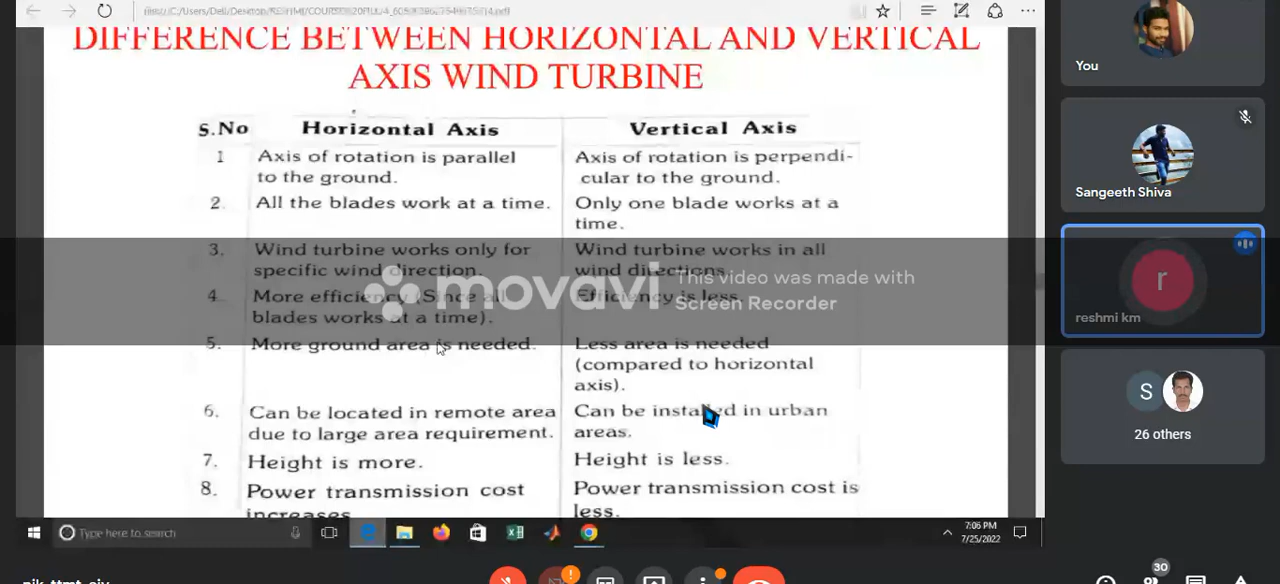 DIFFERENCE BETWEEN HORIZONTAL AND VERTICAL
AXIS WIND TURBINE
S.No Horizontal Axis Vertical Axis
1 Axis of rotation is parallel to the ground. Axis of rotation is perpendi-
cular to the ground.
2. All the blades work at a time. Only one blade works at a
time.
3. Wind turbine works only for
specific wind direction.
Wind turbine works in all
wind directions.
4 More efficiency (Since all
blades works at a time).
Efficiency is less.
5. More ground area is needed.
Less area is needed
(compared to horizontal
axis).
6. Can be located in remote area
due to large area requirement.
Can be installed in urban
areas.
7. Height is more. Height is less.
8. Power transmission cost
increases
Power transmission cost is
less.
movavi
This video was made with
Screen Recorder
You
Sangeeth Shiva
r
reshmi km
S
26 others
Type here to search
7:06 PM
7/25/2022
30